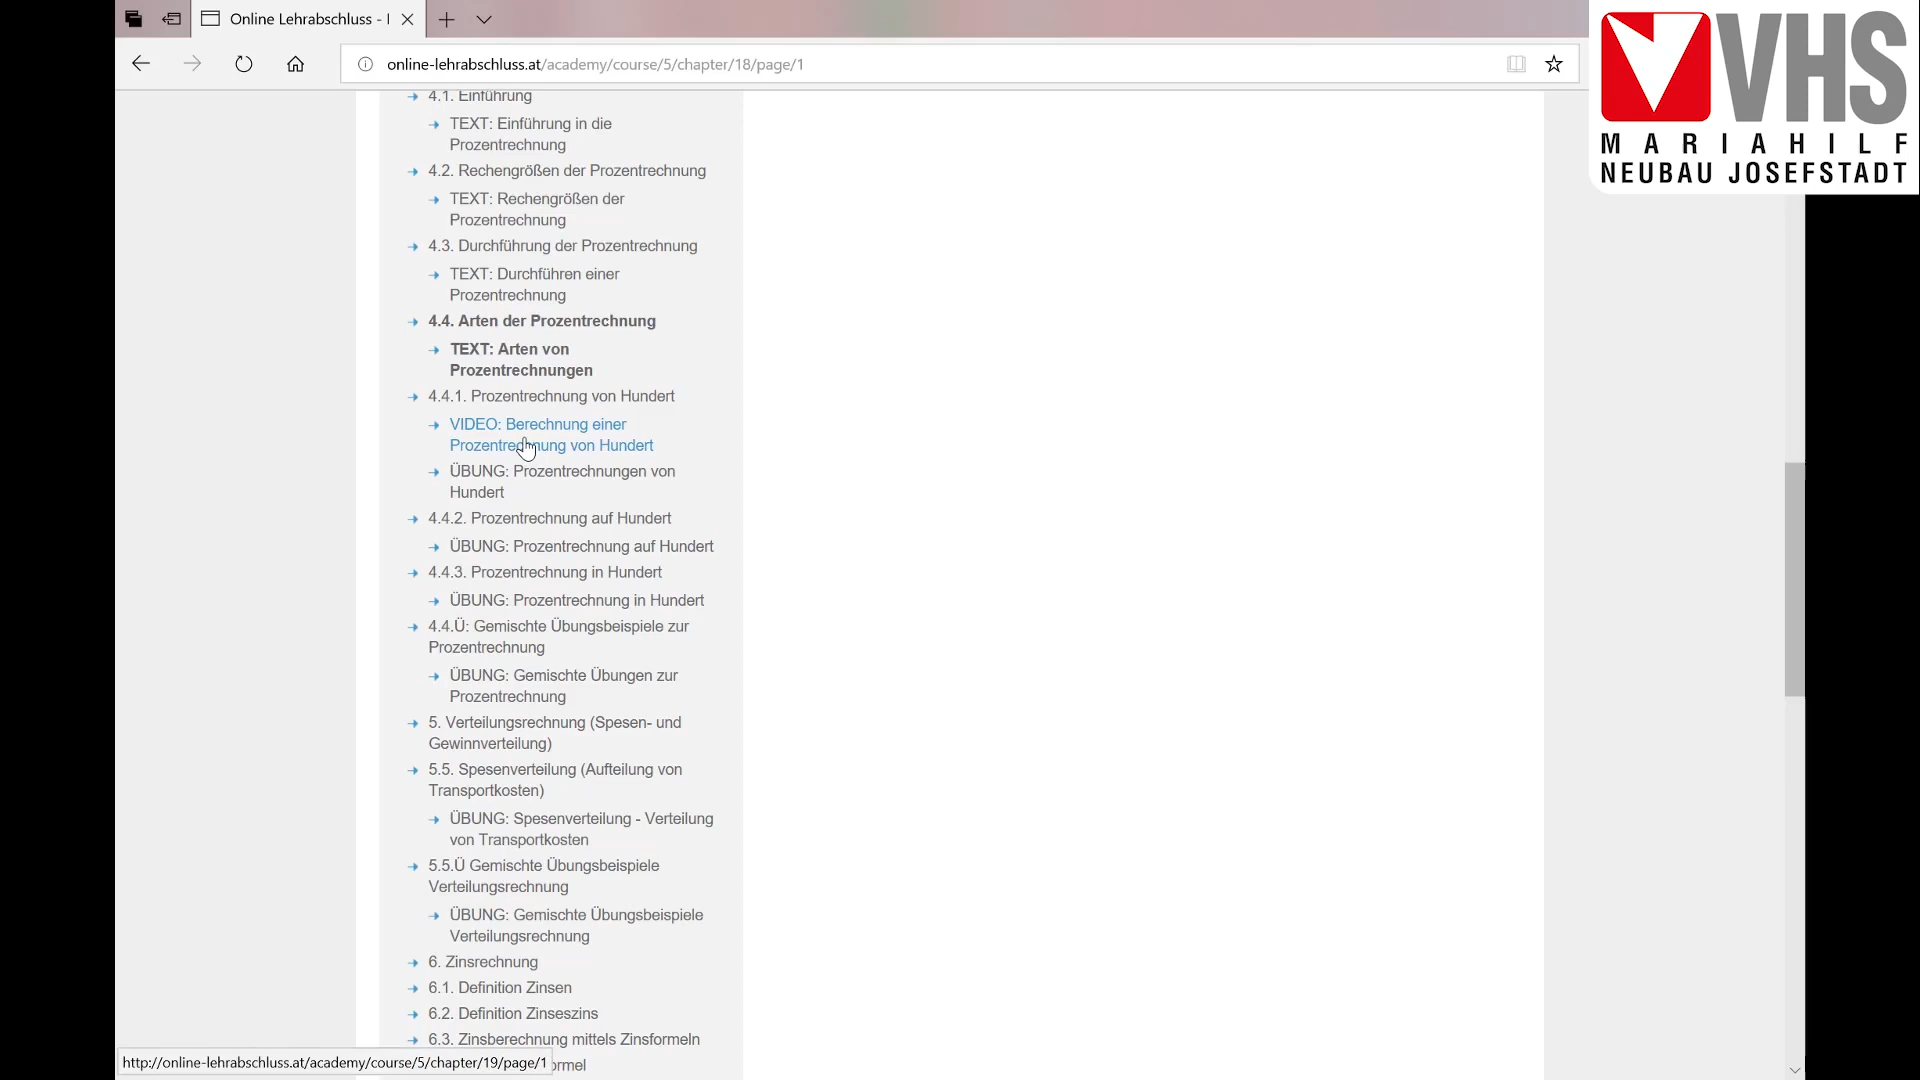 Online Lehrabschluss - I
online-lehrabschluss.at/academy/course/5/chapter/18/page/1
VHS
MARIAHILF
NEUBAU JOSEFSTADT
4.1. Einführung
TEXT: Einführung in die
Prozentrechnung
4.2. Rechengrößen der Prozentrechnung
TEXT: Rechengrößen der
Prozentrechnung
4.3. Durchführung der Prozentrechnung
TEXT: Durchführen einer
Prozentrechnung
4.4. Arten der Prozentrechnung
TEXT: Arten von
Prozentrechnungen
4.4.1. Prozentrechnung von Hundert
VIDEO: Berechnung einer
Prozentrechnung von Hundert
ÜBUNG: Prozentrechnungen von
Hundert
4.4.2. Prozentrechnung auf Hundert
ÜBUNG: Prozentrechnung auf Hundert
4.4.3. Prozentrechnung in Hundert
ÜBUNG: Prozentrechnung in Hundert
4.4.Ü: Gemischte Übungsbeispiele zur
Prozentrechnung
ÜBUNG: Gemischte Übungen zur
Prozentrechnung
5. Verteilungsrechnung (Spesen- und
Gewinnverteilung)
5.5. Spesenverteilung (Aufteilung von
Transportkosten)
ÜBUNG: Spesenverteilung - Verteilung
von Transportkosten
5.5.Ü Gemischte Übungsbeispiele
Verteilungsrechnung
ÜBUNG: Gemischte Übungsbeispiele
Verteilungsrechnung
6. Zinsrechnung
6.1. Definition Zinsen
6.2. Definition Zinseszins
6.3. Zinsberechnung mittels Zinsformeln
http://online-lehrabschluss.at/academy/course/5/chapter/19/page/1
ormel